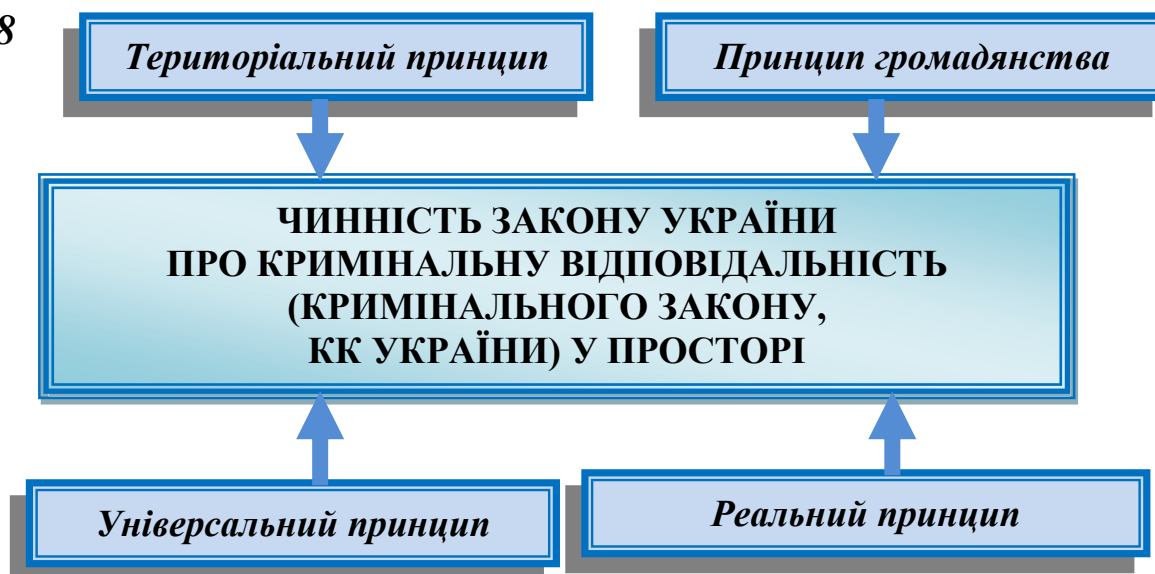 8
Територіальний принцип
Принцип громадянства
ЧИННІСТЬ ЗАКОНУ УКРАЇНИ
ПРО КРИМІНАЛЬНУ ВІДПОВІДАЛЬНІСТЬ
(КРИМІНАЛЬНОГО ЗАКОНУ,
КК УКРАЇНИ) У ПРОСТОРІ
Універсальний принцип
Реальний принцип